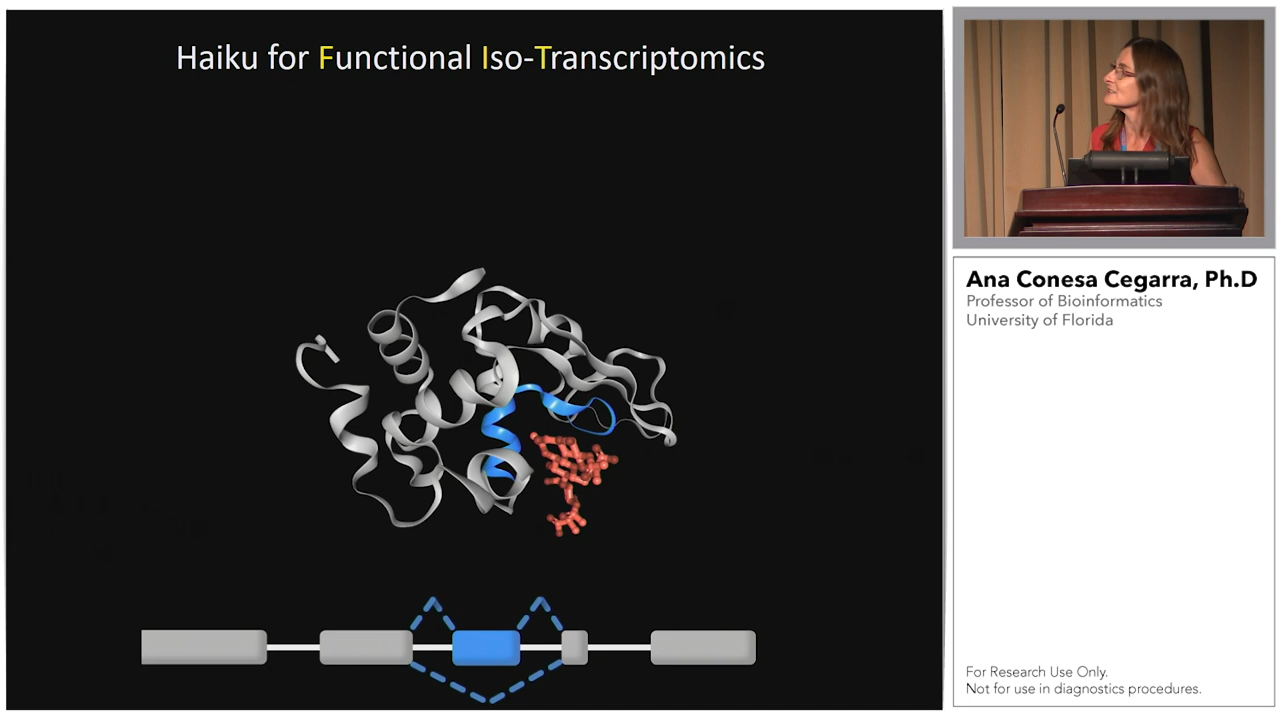 Haiku for Functional Iso-Transcriptomics
Ana Conesa Cegarra, Ph.D
Professor of Bioinformatics
University of Florida
For Research Use Only.
Not for use in diagnostics procedures.